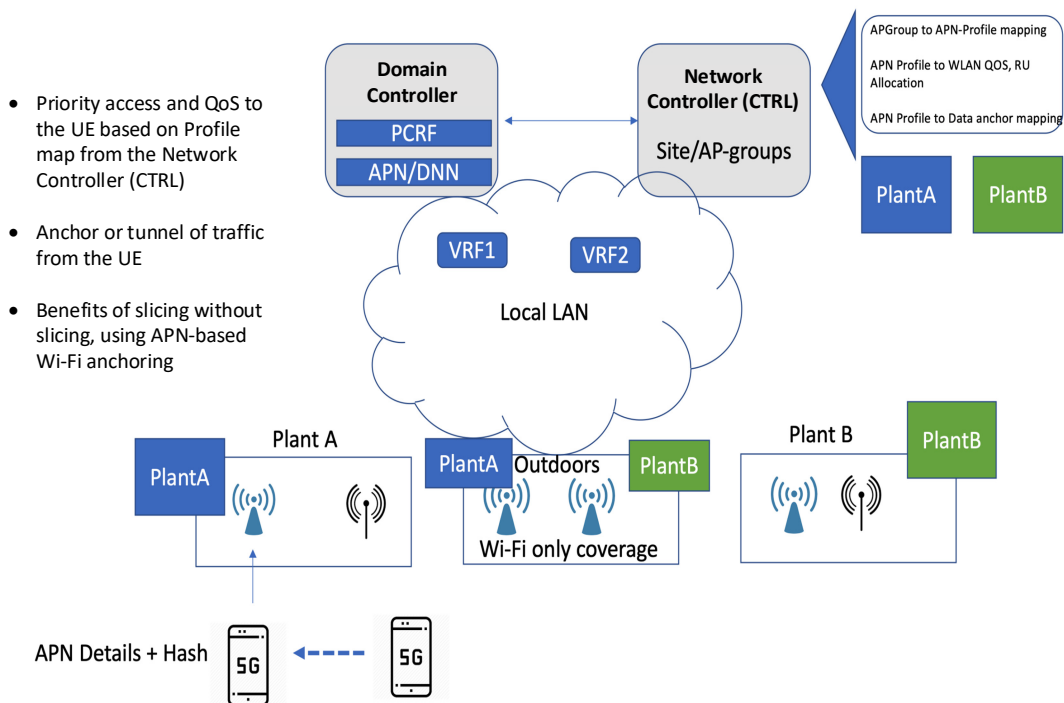 • Priority access and QoS to
the UE based on Profile
map from the Network
Controller (CTRL)
• Anchor or tunnel of traffic
from the UE
• Benefits of slicing without
slicing, using APN-based
Wi-Fi anchoring
Domain
Controller
PCRF
APN/DNN
Network
Controller (CTRL)
Site/AP-groups
APGroup to APN-Profile mapping
APN Profile to WLAN QOS, RU
Allocation
APN Profile to Data anchor mapping
PlantA
PlantB
VRF1
VRF2
Local LAN
Plant A
PlantA
PlantA
Outdoors
PlantB
Wi-Fi only coverage
Plant B
PlantB
APN Details + Hash
5G
5G